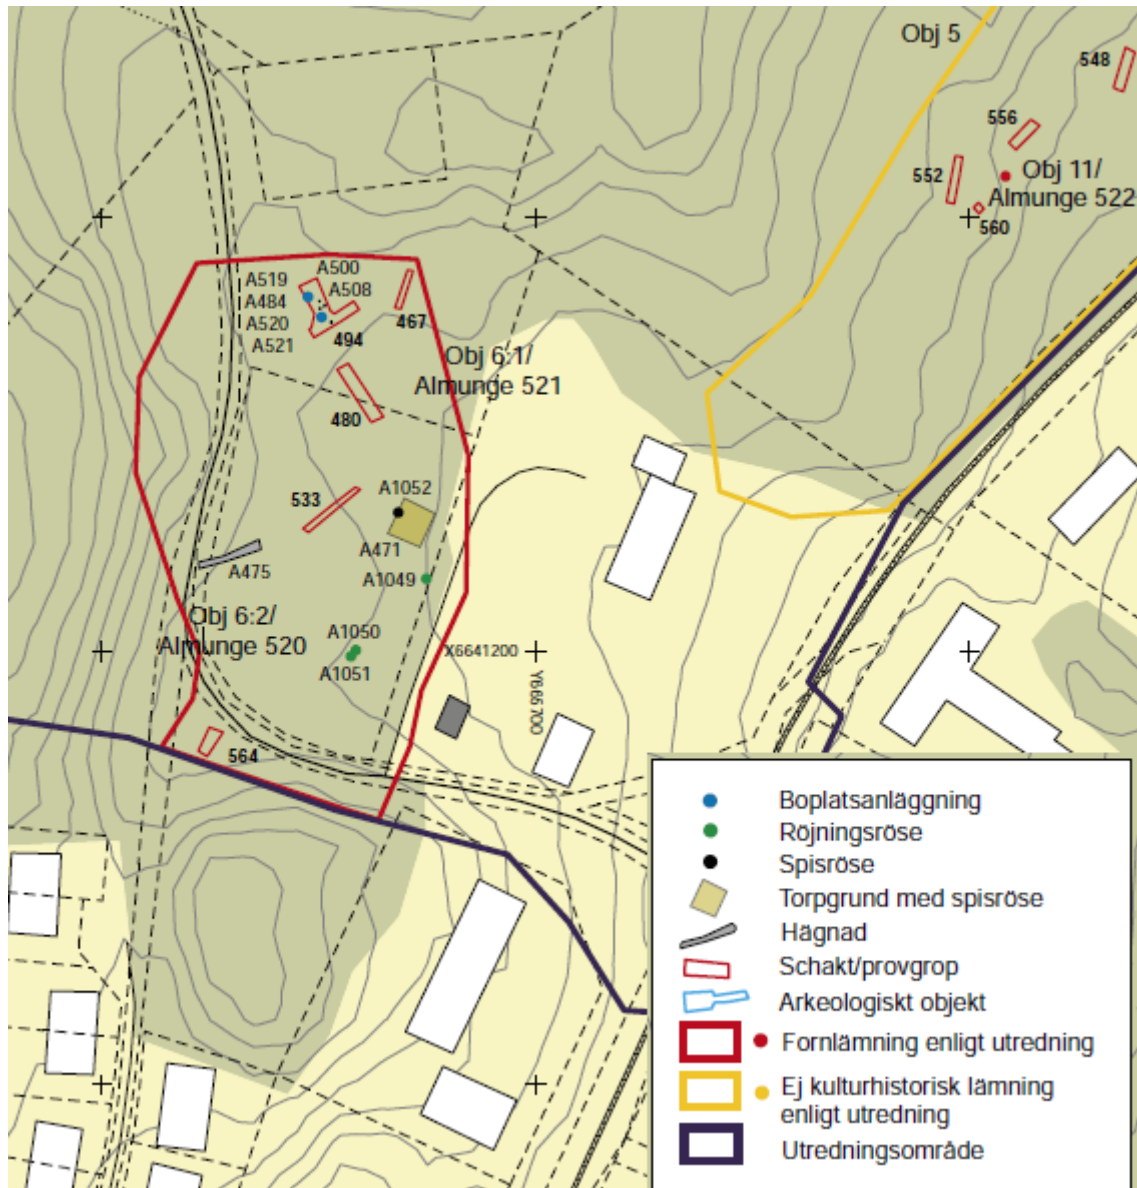 Obj 5
548
556
552
Obj 11/
Almunge 522
560
A519
A500
A484
A508
A520
A521
494
467
Obj 6:1/
Almunge 521
480
533
A1052
A471
A475
A1049
Obj 6:2/
Almunge 520
A1050
A1051
X6641200
Y666700
564
Boplatsanläggning
Röjningsröse
Spisröse
Torpgrund med spisröse
Hägnad
Schakt/provgrop
Arkeologiskt objekt
Fornlämning enligt utredning
Ej kulturhistorisk lämning
enligt utredning
Utredningsområde